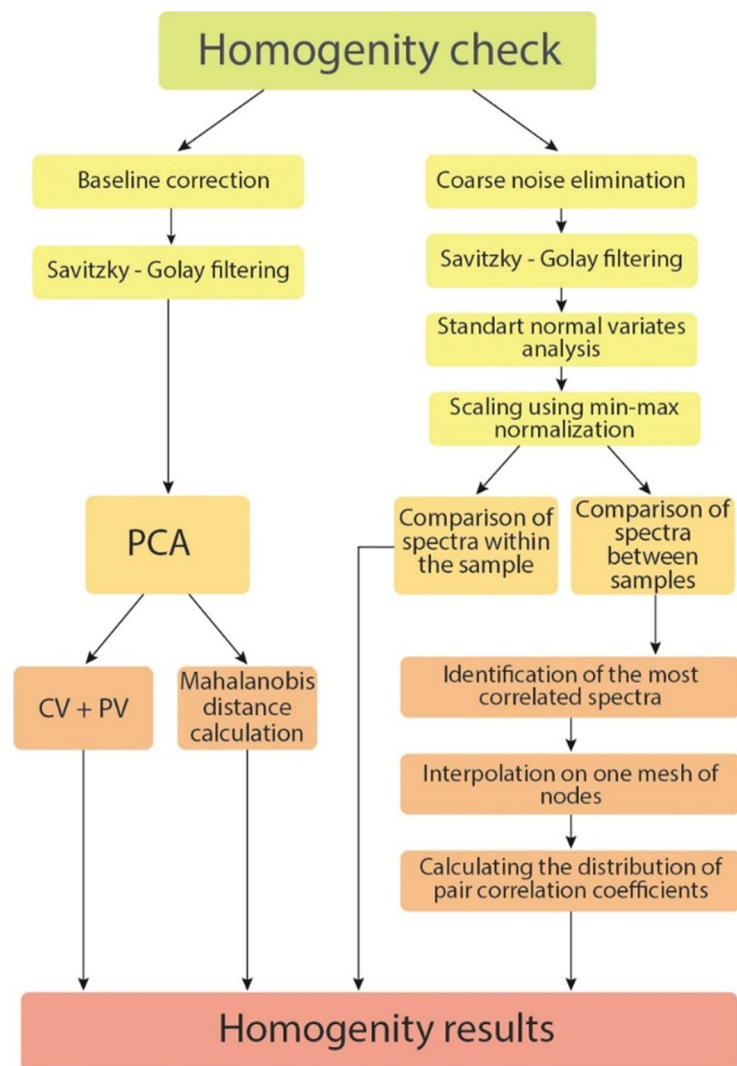 Homogenity check
Baseline correction
Savitzky - Golay filtering
PCA
CV + PV
Mahalanobis
distance
calculation
Coarse noise elimination
Savitzky - Golay filtering
Standart normal variates
analysis
Scaling using min-max
normalization
Comparison of
spectra within
the sample
Comparison of
spectra
between
samples
Identification of the most
correlated spectra
Interpolation on one mesh of
nodes
Calculating the distribution of
pair correlation coefficients
Homogenity results